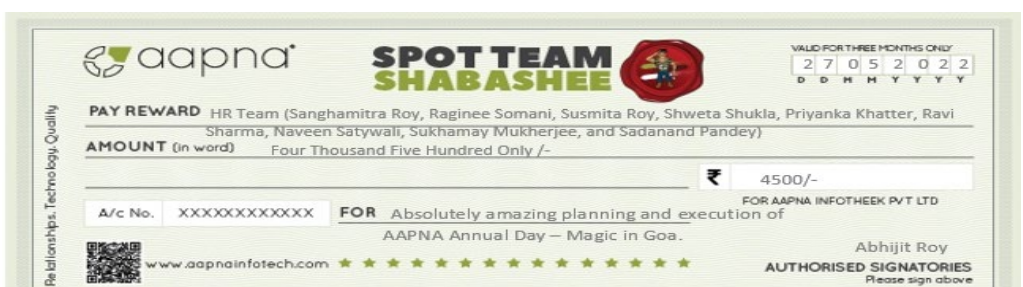 aapna
SPOT TEAM
SHABASHEE
VALID FOR THREE MONTHS ONLY
2 7 0 5 2 0 2 2
D D M M Y Y Y Y
PAY REWARD HR Team (Sanghamitra Roy, Raginee Somani, Susmita Roy, Shweta Shukla, Priyanka Khatter, Ravi
Sharma, Naveen Satywali, Sukhamay Mukherjee, and Sadanand Pandey)
AMOUNT (in word) Four Thousand Five Hundred Only /-
₹ 4500/-
FOR AAPNA INFOTHEEK PVT LTD
A/c No. XXXXXXXXXXXX FOR Absolutely amazing planning and execution of
AAPNA Annual Day – Magic in Goa.
Abhijit Roy
www.aapnainfotech.com
AUTHORISED SIGNATORIES
Please sign above
Relationships. Technology. Quality